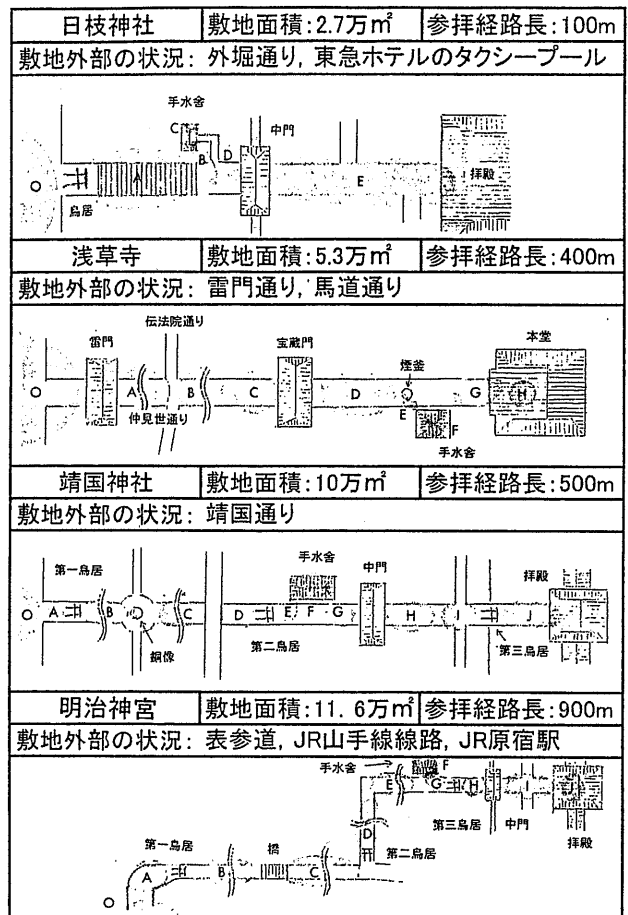 日枝神社 敷地面積:2.7万㎡ 参拝経路長:100m
敷地外部の状況: 外堀通り, 東急ホテルのタクシープール
手水舎
C
中門
B D
O
A
E
拝殿
鳥居
浅草寺 敷地面積:5.3万㎡ 参拝経路長:400m
敷地外部の状況: 雷門通り, 馬道通り
伝法院通り
雷門
宝蔵門
本堂
煙釜
O A B C D G H
E
F
仲見世通り
手水舎
靖国神社 敷地面積:10万㎡ 参拝経路長:500m
敷地外部の状況: 靖国通り
手水舎
中門
拝殿
第一鳥居
O A B C D E F G H I J
第二鳥居
第三鳥居
銅像
明治神宮 敷地面積:11.6万㎡ 参拝経路長:900m
敷地外部の状況: 表参道, JR山手線線路, JR原宿駅
手水舎 F
E G H I J
第三鳥居 中門 拝殿
D
第一鳥居
橋
第二鳥居
A B C
O